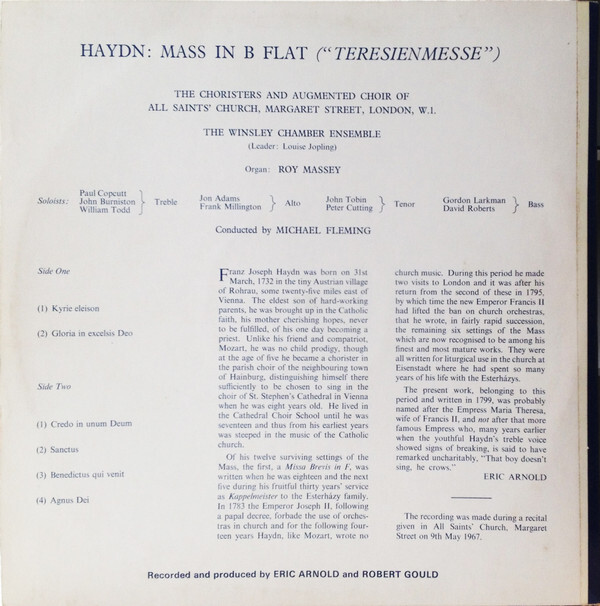 HAYDN: MASS IN B FLAT ("TERESIENMESSE")
THE CHORISTERS AND AUGMENTED CHOIR OF
ALL SAINTS' CHURCH, MARGARET STREET, LONDON, W.1.
THE WINSLEY CHAMBER ENSEMBLE
(Leader: Louise Jopling)
Organ: ROY MASSEY
Soloists: Paul Copcutt
John Burniston
William Todd } Treble
Jon Adams
Frank Millington } Alto
John Tobin
Peter Cutting } Tenor
Gordon Larkman
David Roberts } Bass
Conducted by MICHAEL FLEMING
Side One
(1) Kyrie eleison
(2) Gloria in excelsis Deo
Side Two
(1) Credo in unum Deum
(2) Sanctus
(3) Benedictus qui venit
(4) Agnus Dei
Franz Joseph Haydn was born on 31st
March, 1732 in the tiny Austrian village
of Rohrau, some twenty-five miles east of
Vienna. The eldest son of hard-working
parents, he was brought up in the Catholic
faith, his mother cherishing hopes, never
to be fulfilled, of his one day becoming a
priest. Unlike his friend and compatriot,
Mozart, he was no child prodigy, though
at the age of five he became a chorister in
the parish choir of the neighbouring town
of Hainburg, distinguishing himself there
sufficiently to be chosen to sing in the
choir of St. Stephen's Cathedral in Vienna
when he was eight years old. He lived in
the Cathedral Choir School until he was
seventeen and thus from his earliest years
was steeped in the music of the Catholic
church.
Of his twelve surviving settings of the
Mass, the first, a Missa Brevis in F, was
written when he was eighteen and the next
five during his fruitful thirty years' service
as Kappelmeister to the Esterházy family.
In 1783 the Emperor Joseph II, following
a papal decree, forbade the use of orches-
tras in church and for the following four-
teen years Haydn, like Mozart, wrote no
church music. During this period he made
two visits to London and it was after his
return from the second of these in 1795,
by which time the new Emperor Francis II
had lifted the ban on church orchestras,
that he wrote, in fairly rapid succession,
the remaining six settings of the Mass
which are now recognised to be among his
finest and most mature works. They were
all written for liturgical use in the church at
Eisenstadt where he had spent so many
years of his life with the Esterházys.
The present work, belonging to this
period and written in 1799, was probably
named after the Empress Maria Theresa,
wife of Francis II, and not after that more
famous Empress who, many years earlier
when the youthful Haydn's treble voice
showed signs of breaking, is said to have
remarked uncharitably, "That boy doesn't
sing, he crows."
ERIC ARNOLD
The recording was made during a recital
given in All Saints' Church, Margaret
Street on 9th May 1967.
Recorded and produced by ERIC ARNOLD and ROBERT GOULD